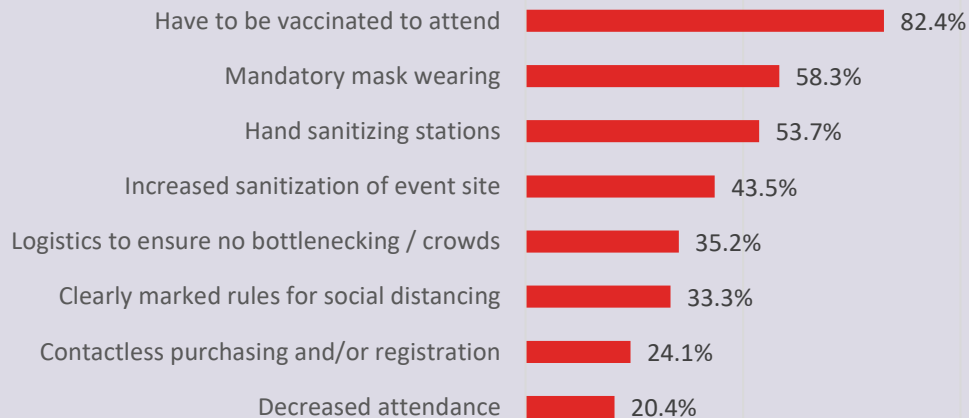 Have to be vaccinated to attend 82.4%
Mandatory mask wearing 58.3%
Hand sanitizing stations 53.7%
Increased sanitization of event site 43.5%
Logistics to ensure no bottlenecking / crowds 35.2%
Clearly marked rules for social distancing 33.3%
Contactless purchasing and/or registration 24.1%
Decreased attendance 20.4%